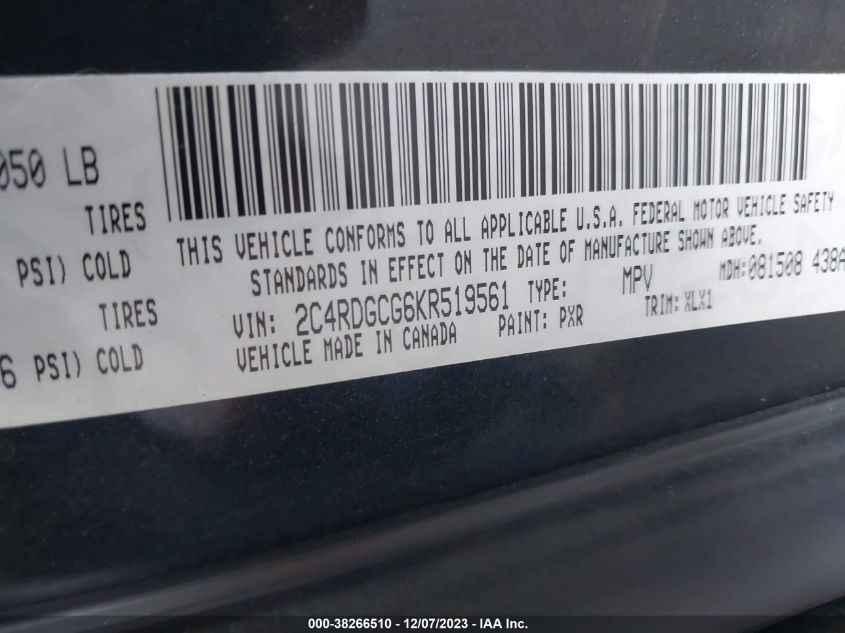 050 LB
TIRES
PSI) COLD
TIRES
6 PSI) COLD
THIS VEHICLE CONFORMS TO ALL APPLICABLE U.S.A. FEDERAL MOTOR VEHICLE SAFETY
STANDARDS IN EFFECT ON THE DATE OF MANUFACTURE SHOWN ABOVE.
VIN: 2C4RDGCG6KR519561 TYPE: MPV MDH: 081508 438A
VEHICLE MADE IN CANADA PAINT: PXR TRIM: XLX1
000-38266510 — 12/07/2023 - IAA Inc.